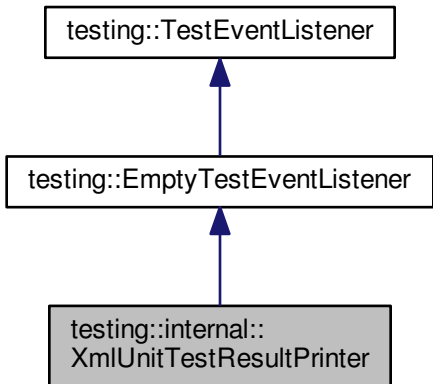 testing::TestEventListener
testing::EmptyTestEventListener
testing::internal::
XmlUnitTestResultPrinter